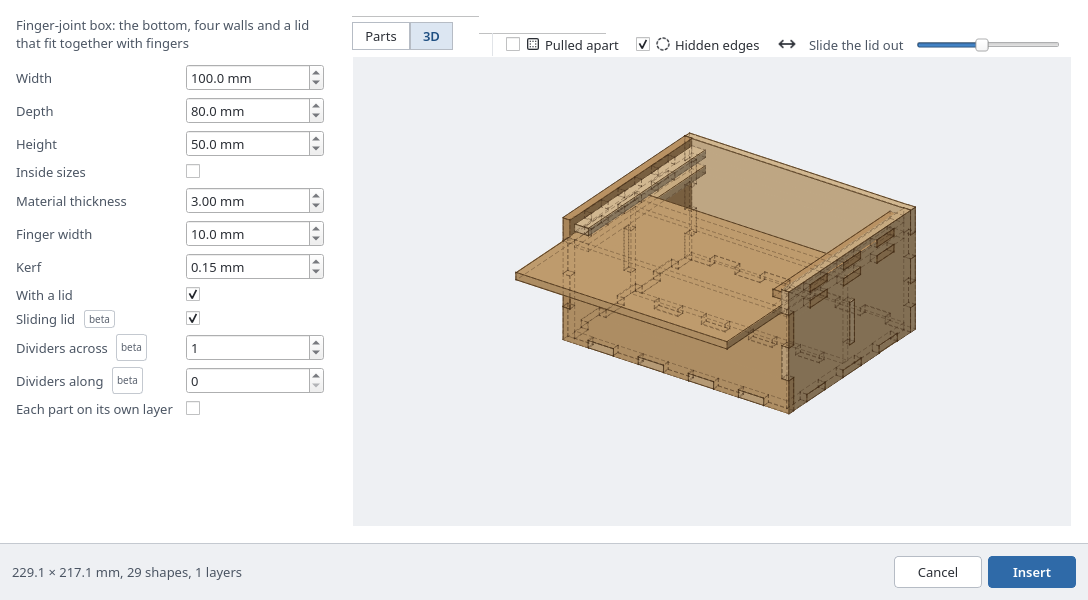 Finger-joint box: the bottom, four walls and a lid
that fit together with fingers
Width
100.0 mm
Depth
80.0 mm
Height
50.0 mm
Inside sizes
Material thickness
3.00 mm
Finger width
10.0 mm
Kerf
0.15 mm
With a lid
Sliding lid beta
Dividers across beta
1
Dividers along beta
0
Each part on its own layer
Parts
3D
Pulled apart
Hidden edges
Slide the lid out
229.1 × 217.1 mm, 29 shapes, 1 layers
Cancel
Insert